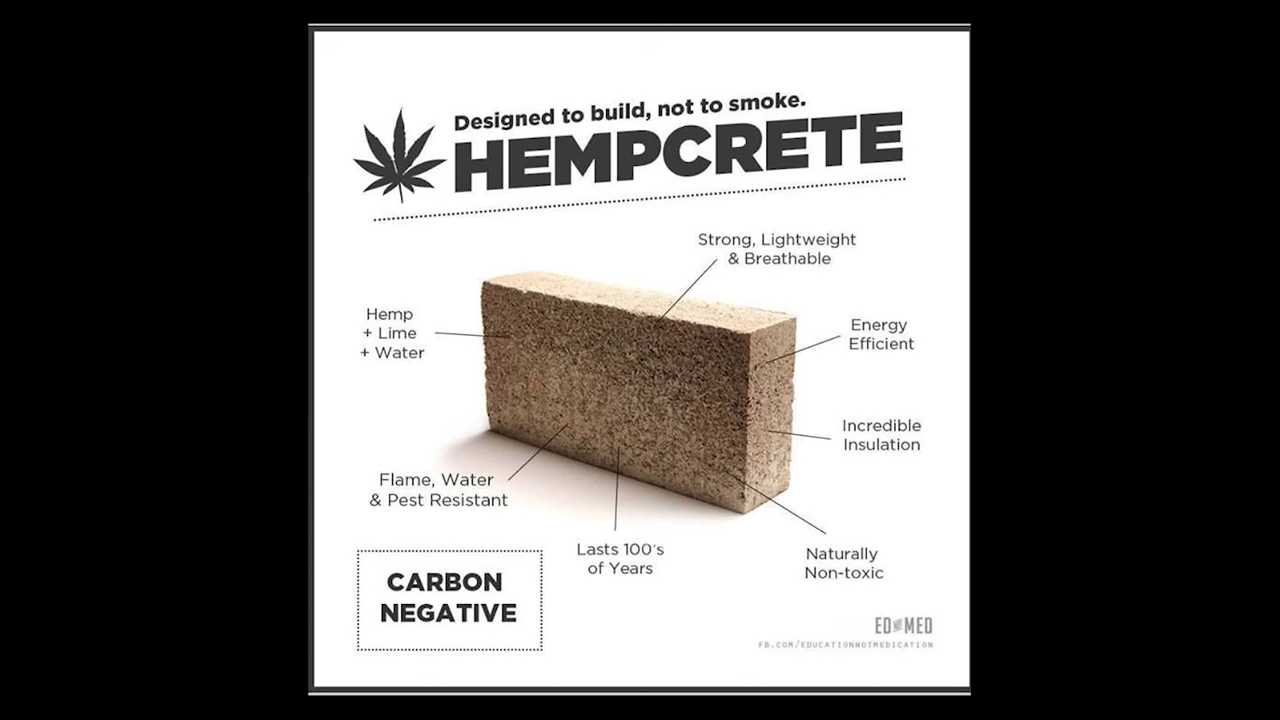 Designed to build, not to smoke.
HEMPCRETE
Strong, Lightweight
& Breathable
Hemp
+ Lime
+ Water
Energy
Efficient
Incredible
Insulation
Flame, Water
& Pest Resistant
Lasts 100's
of Years
Naturally
Non-toxic
CARBON
NEGATIVE
ED MED
FB.COM/EDUCATIONNOTMEDICATION